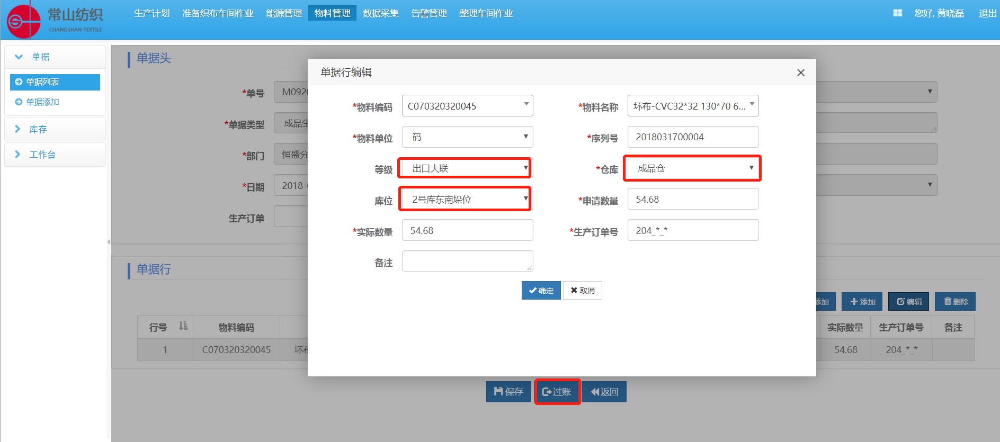 常山纺织
CHANGSHAN TEXTILE
生产计划 准备织布车间作业 能源管理 物料管理 数据采集 告警管理 整理车间作业
您好, 黄晓磊 退出
单据
单据列表
单据添加
库存
工作台
单据头
*单号 M092
*单据类型 成品生
*部门 恒盛分
*日期 2018-
生产订单
单据行编辑
*物料编码 C070320320045 *物料名称 坏布-CVC32*32 130*70 6...
*物料单位 码 *序列号 2018031700004
等级 出口大联 *仓库 成品仓
库位 2号库东南垛位 *申请数量 54.68
*实际数量 54.68 *生产订单号 204_*_*
备注
确定 取消
单据行
添加 添加 编辑 删除
行号 物料编码 实际数量 生产订单号 备注
1 C070320320045 坏布 54.68 204_*_*
保存 过账 返回